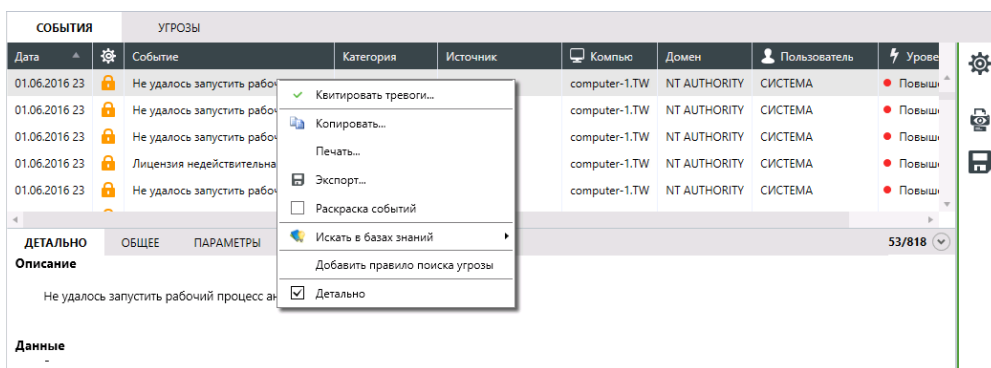 СОБЫТИЯ УГРОЗЫ
Дата Событие Категория Источник Компью Домен Пользователь Урове
01.06.2016 23 Не удалось запустить рабоч computer-1.TW NT AUTHORITY СИСТЕМА Повыш
01.06.2016 23 Не удалось запустить рабоч computer-1.TW NT AUTHORITY СИСТЕМА Повыш
01.06.2016 23 Не удалось запустить рабоч computer-1.TW NT AUTHORITY СИСТЕМА Повыш
01.06.2016 23 Лицензия недействительна computer-1.TW NT AUTHORITY СИСТЕМА Повыш
01.06.2016 23 Не удалось запустить рабоч computer-1.TW NT AUTHORITY СИСТЕМА Повыш
Квитировать тревоги...
Копировать...
Печать...
Экспорт...
Раскраска событий
Искать в базах знаний
Добавить правило поиска угрозы
Детально
ДЕТАЛЬНО ОБЩЕЕ ПАРАМЕТРЫ 53/818
Описание
Не удалось запустить рабочий процесс ан
Данные
-